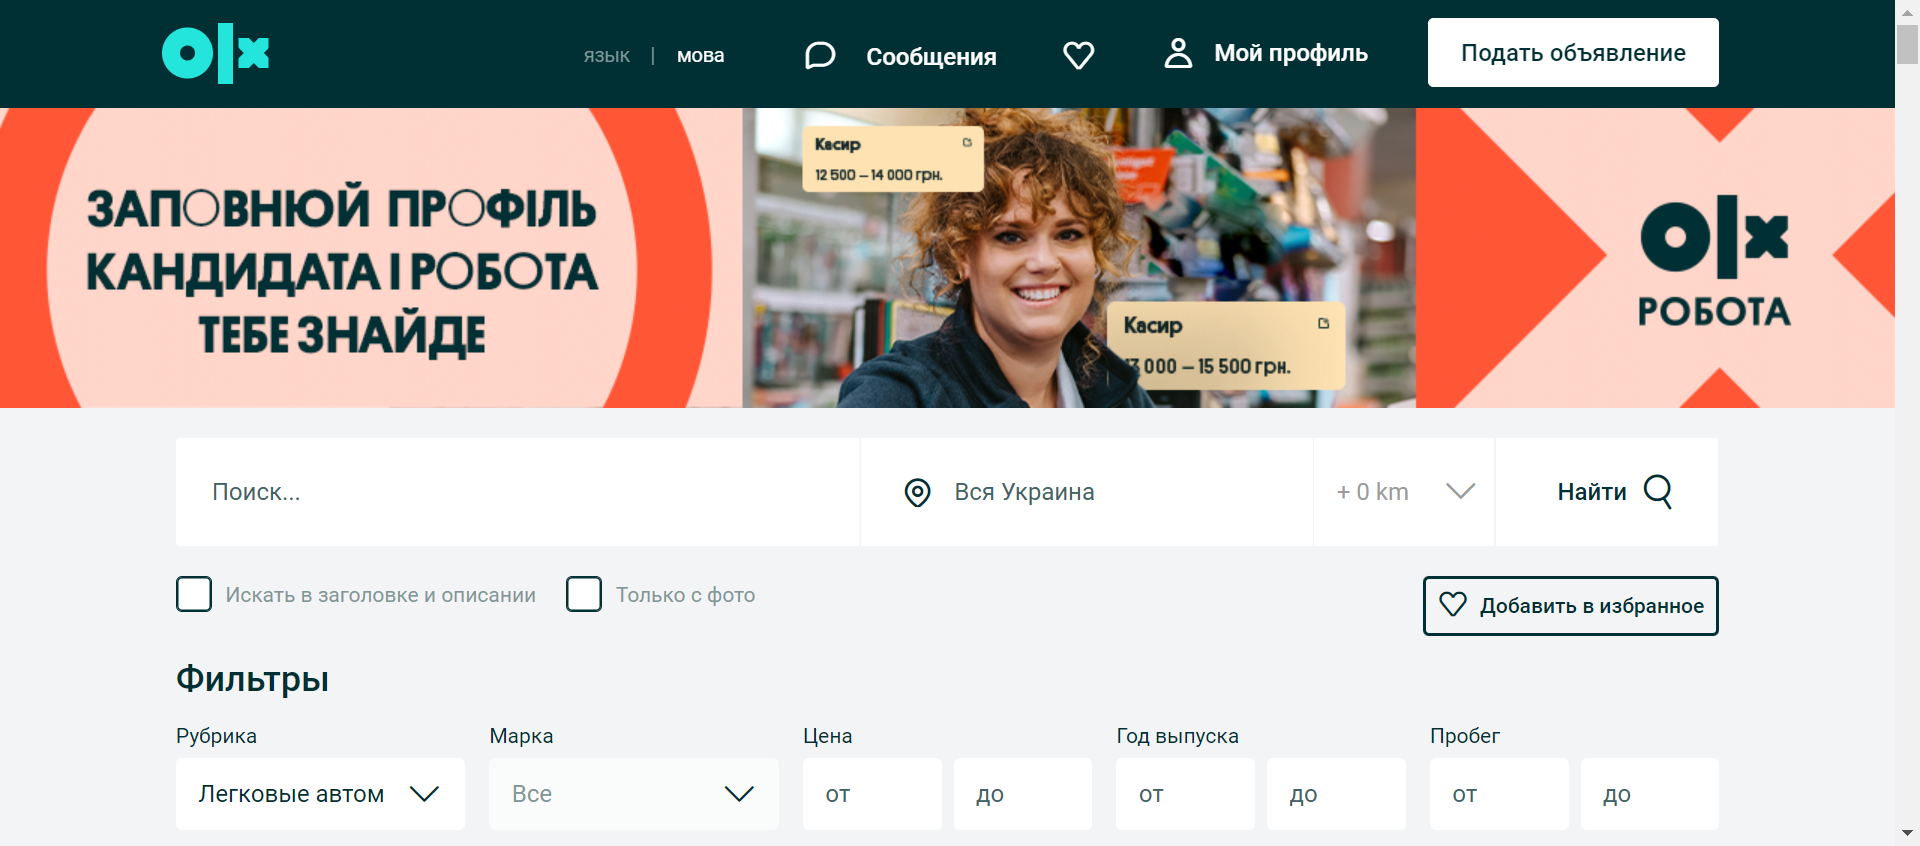 olx
язык | мова
Сообщения
Мой профиль
Подать объявление
ЗАПОВНЮЙ ПРОФІЛЬ
КАНДИДАТА І РОБОТА
ТЕБЕ ЗНАЙДЕ
Касир
12 500 – 14 000 грн.
Касир
13 000 – 15 500 грн.
olx
РОБОТА
Поиск...
Вся Украина
+ 0 km
Найти
Искать в заголовке и описании
Только с фото
Добавить в избранное
Фильтры
Рубрика
Марка
Цена
Год выпуска
Пробег
Легковые автом
Все
от
до
от
до
от
до